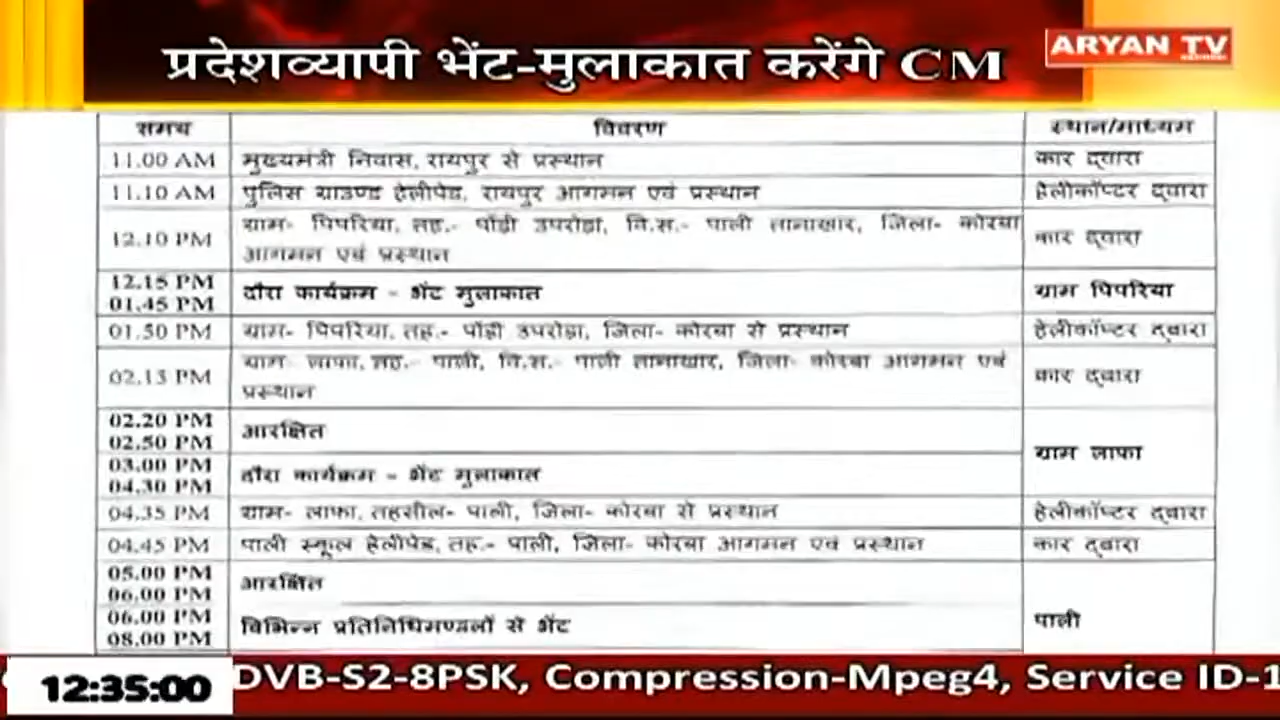 प्रदेशव्यापी भेंट-मुलाकात करेंगे CM
ARYAN TV
समय विवरण स्थान/माध्यम
11.00 AM मुख्यमंत्री निवास, रायपुर से प्रस्थान कार द्वारा
11.10 AM पुलिस ग्राउण्ड हेलीपेड, रायपुर आगमन एवं प्रस्थान हेलीकॉप्टर द्वारा
12.10 PM ग्राम- पिपरिया, तह.- पोंड़ी उपरोड़ा, वि.स.- पाली तानाखार, जिला- कोरबा
आगमन एवं प्रस्थान कार द्वारा
12.15 PM
01.45 PM दौरा कार्यक्रम - भेंट मुलाकात ग्राम पिपरिया
01.50 PM ग्राम- पिपरिया, तह.- पोंड़ी उपरोड़ा, जिला- कोरबा से प्रस्थान हेलीकॉप्टर द्वारा
02.15 PM ग्राम- लाफा, तह.- पाली, वि.स.- पाली तानाखार, जिला- कोरबा आगमन एवं
प्रस्थान कार द्वारा
02.20 PM
02.50 PM आरक्षित
ग्राम लाफा
03.00 PM
04.30 PM दौरा कार्यक्रम - भेंट मुलाकात
04.35 PM ग्राम- लाफा, तहसील- पाली, जिला- कोरबा से प्रस्थान हेलीकॉप्टर द्वारा
04.45 PM पाली स्कूल हेलीपेड, तह.- पाली, जिला- कोरबा आगमन एवं प्रस्थान कार द्वारा
05.00 PM
06.00 PM आरक्षित
पाली
06.00 PM
08.00 PM विभिन्न प्रतिनिधिमण्डलों से भेंट
12:35:00 DVB-S2-8PSK, Compression-Mpeg4, Service ID-1